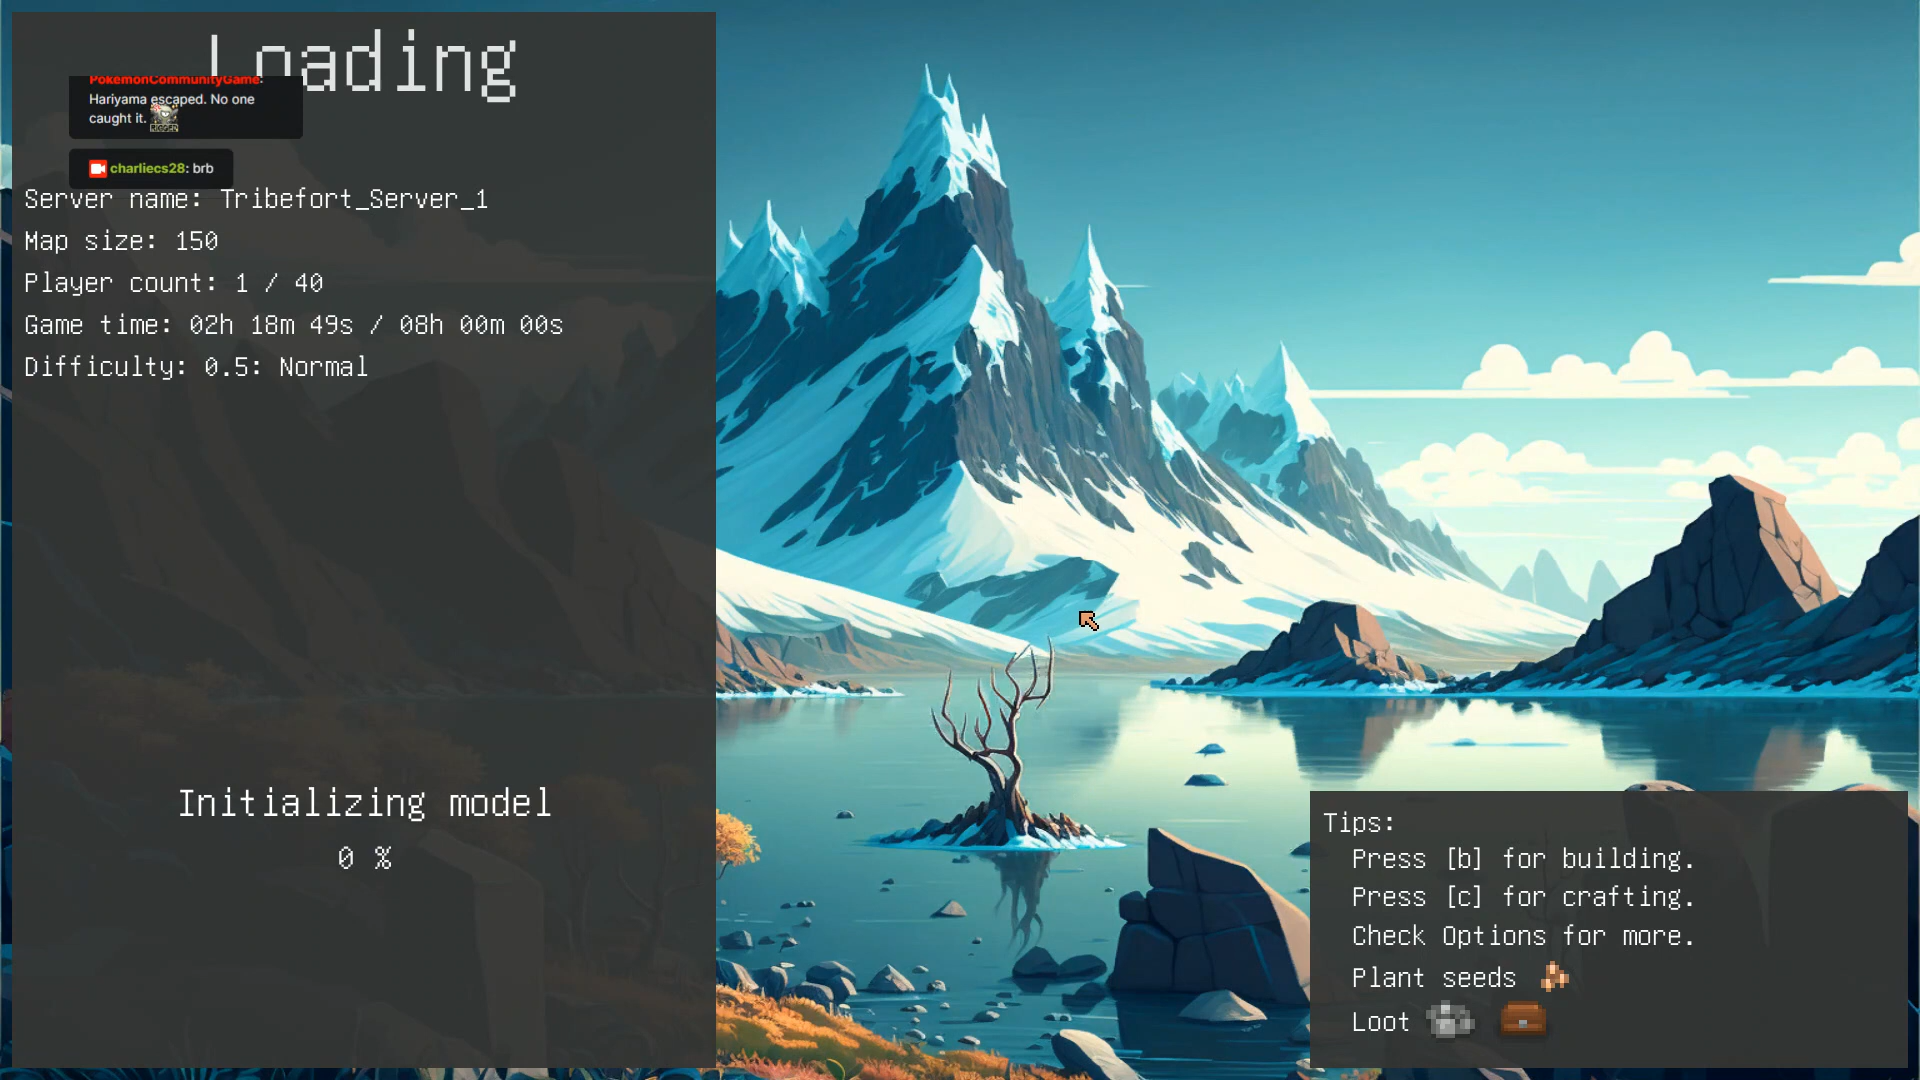 Loading
PokemonCommunityGame:
Hariyama escaped. No one
caught it.
charliecs28: brb
Server name: Tribefort_Server_1
Map size: 150
Player count: 1 / 40
Game time: 02h 18m 49s / 08h 00m 00s
Difficulty: 0.5: Normal
Initializing model
0 %
Tips:
Press [b] for building.
Press [c] for crafting.
Check Options for more.
Plant seeds
Loot